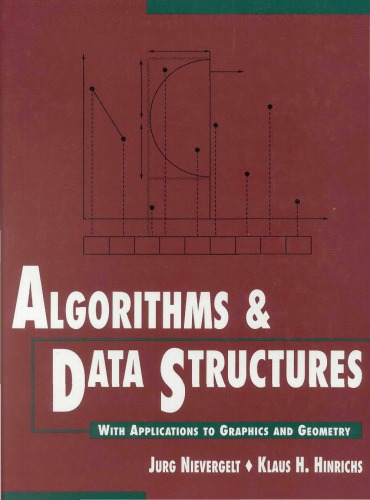 ALGORITHMS &
DATA STRUCTURES
WITH APPLICATIONS TO GRAPHICS AND GEOMETRY
JURG NIEVERGELT ♦ KLAUS H. HINRICHS